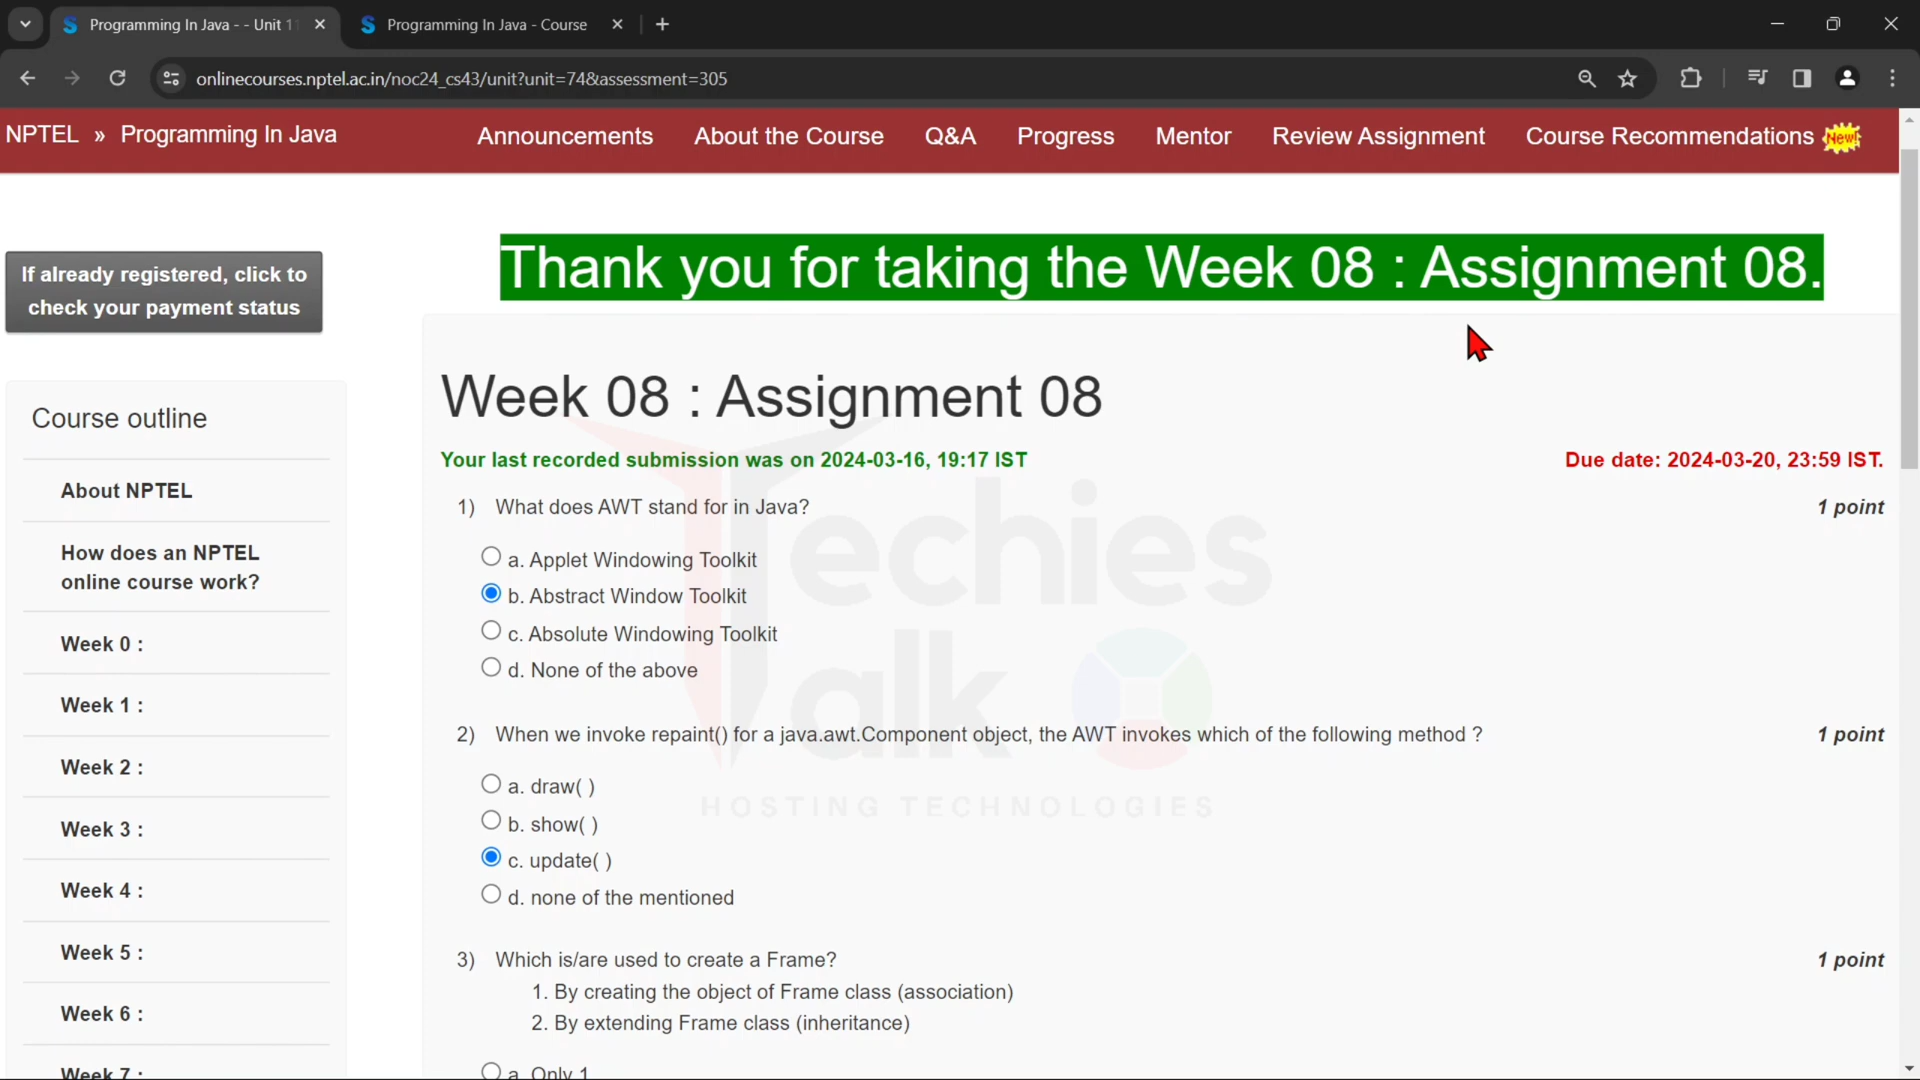 Programming In Java - - Unit 11
Programming In Java - Course
onlinecourses.nptel.ac.in/noc24_cs43/unit?unit=74&assessment=305
NPTEL » Programming In Java
Announcements
About the Course
Q&A
Progress
Mentor
Review Assignment
Course Recommendations
New!
If already registered, click to
check your payment status
Thank you for taking the Week 08 : Assignment 08.
Course outline
About NPTEL
How does an NPTEL
online course work?
Week 0 :
Week 1 :
Week 2 :
Week 3 :
Week 4 :
Week 5 :
Week 6 :
Week 7 :
Week 08 : Assignment 08
Your last recorded submission was on 2024-03-16, 19:17 IST
Due date: 2024-03-20, 23:59 IST.
1) What does AWT stand for in Java?
1 point
a. Applet Windowing Toolkit
b. Abstract Window Toolkit
c. Absolute Windowing Toolkit
d. None of the above
2) When we invoke repaint() for a java.awt.Component object, the AWT invokes which of the following method ?
1 point
a. draw( )
b. show( )
c. update( )
d. none of the mentioned
3) Which is/are used to create a Frame?
1 point
1. By creating the object of Frame class (association)
2. By extending Frame class (inheritance)
a. Only 1
Techies
Talk
HOSTING TECHNOLOGIES